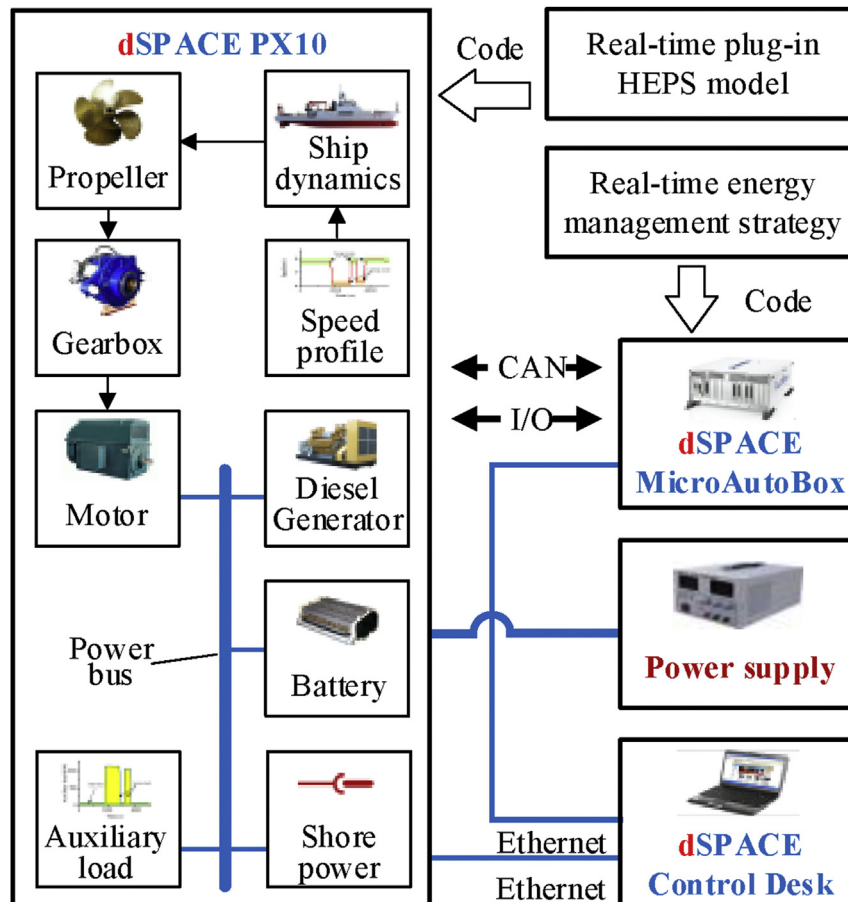 dSPACE PX10
Propeller
Ship
dynamics
Gearbox
Speed
profile
Motor
Diesel
Generator
Power
bus
Battery
Auxiliary
load
Shore
power
Code
Real-time plug-in
HEPS model
Real-time energy
management strategy
Code
CAN
I/O
dSPACE
MicroAutoBox
Power supply
Ethernet
Ethernet
dSPACE
Control Desk